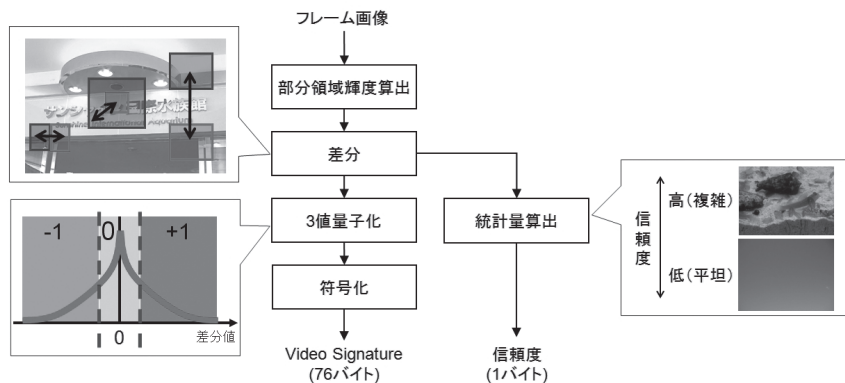 フレーム画像
部分領域輝度算出
差分
3値量子化
統計量算出
符号化
Video Signature
(76バイト)
信頼度
(1バイト)
-1
0
+1
0
差分値
信頼度
高(複雑)
低(平坦)